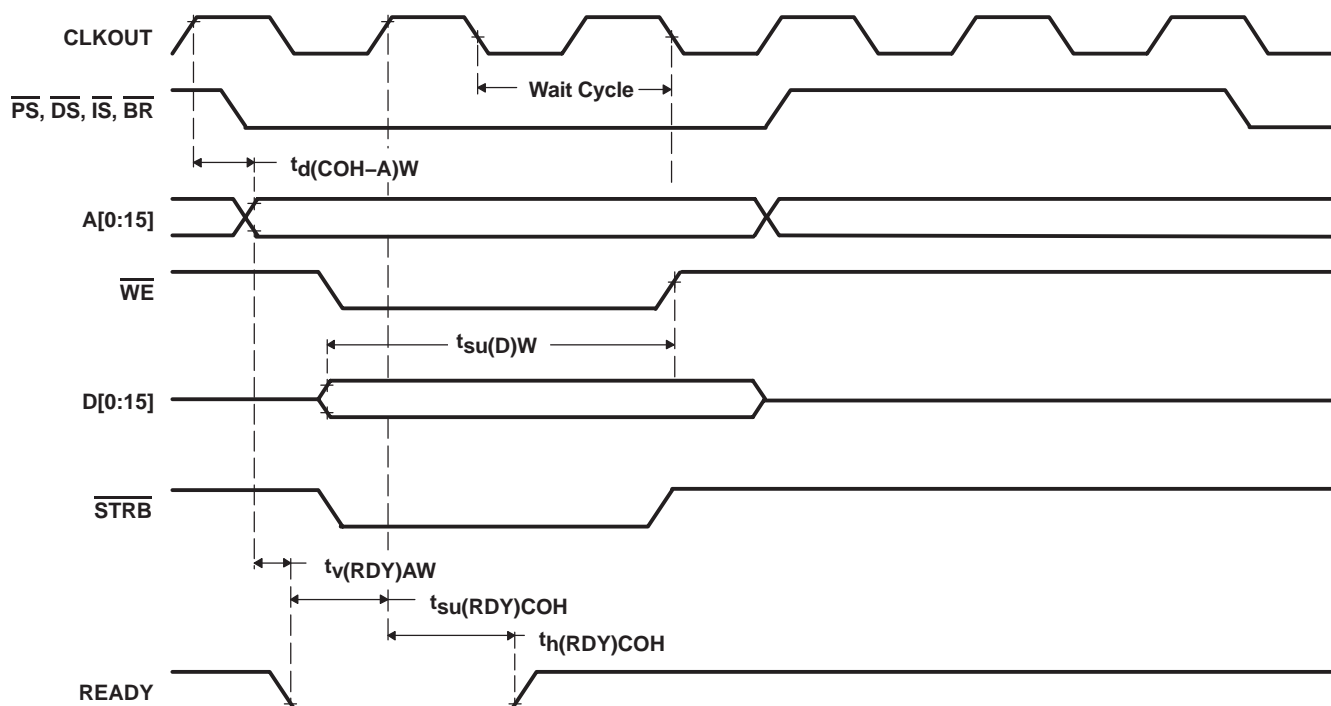 CLKOUT
Wait Cycle
PS, DS, IS, BR
td(COH–A)W
A[0:15]
WE
tsu(D)W
D[0:15]
STRB
tv(RDY)AW
tsu(RDY)COH
th(RDY)COH
READY